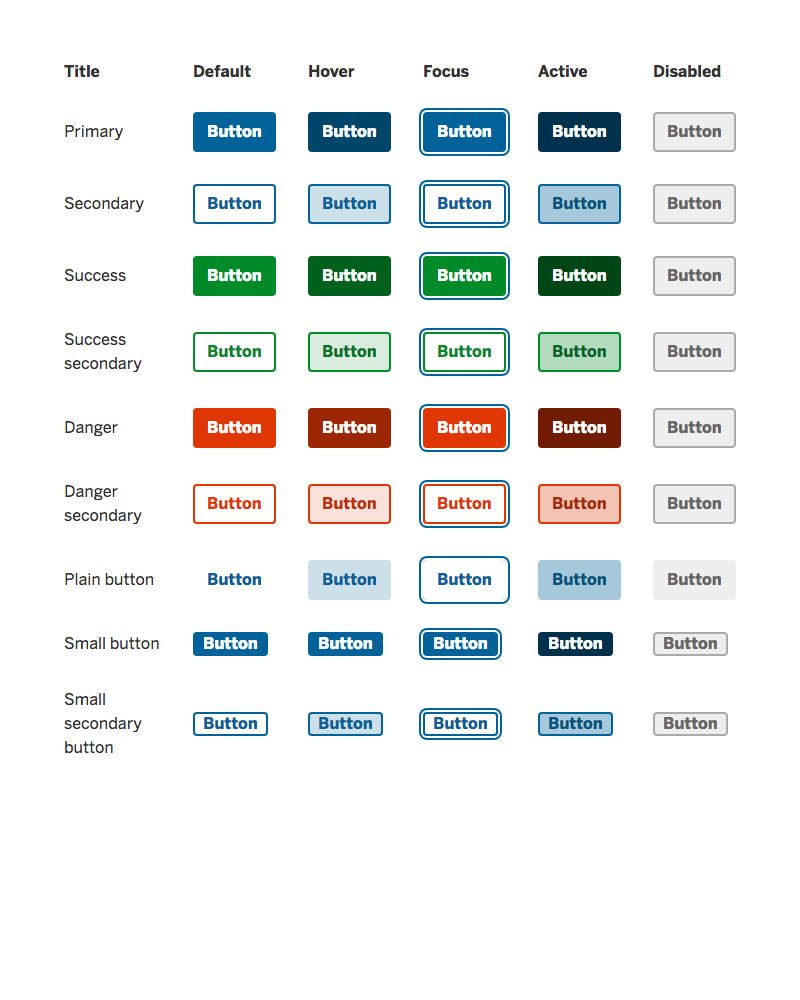 Title Default Hover Focus Active Disabled
Primary Button Button Button Button Button
Secondary Button Button Button Button Button
Success Button Button Button Button Button
Success
secondary Button Button Button Button Button
Danger Button Button Button Button Button
Danger
secondary Button Button Button Button Button
Plain button Button Button Button Button Button
Small button Button Button Button Button Button
Small
secondary Button Button Button Button Button
button